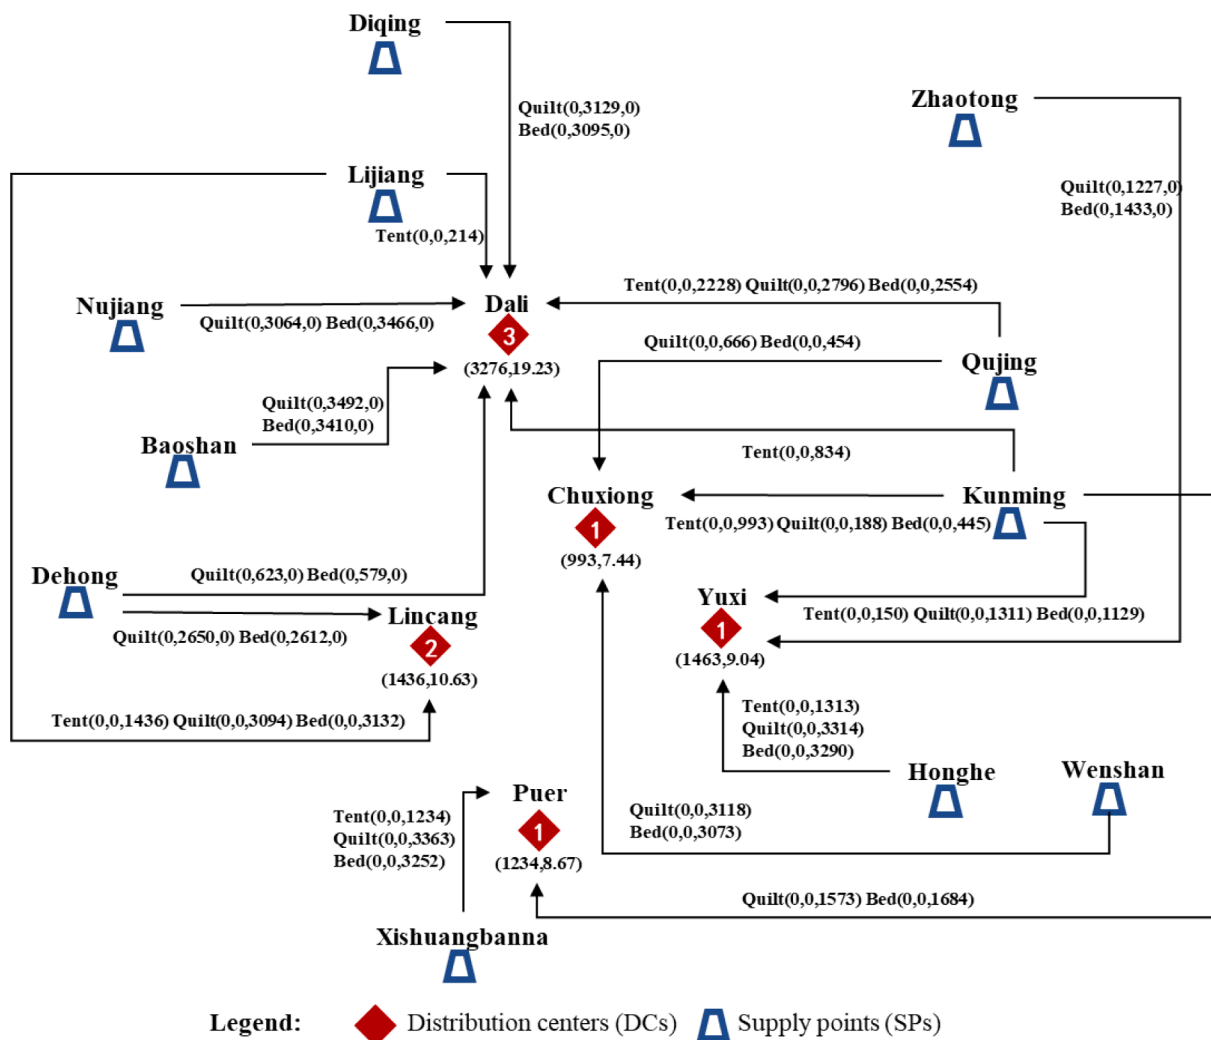 Diqing
Quilt(0,3129,0)
Bed(0,3095,0)
Zhaotong
Quilt(0,1227,0)
Bed(0,1433,0)
Lijiang
Tent(0,0,214)
Nujiang
Quilt(0,3064,0) Bed(0,3466,0)
Dali
3
(3276,19.23)
Tent(0,0,2228) Quilt(0,0,2796) Bed(0,0,2554)
Quilt(0,0,666) Bed(0,0,454)
Qujing
Quilt(0,3492,0)
Bed(0,3410,0)
Baoshan
Tent(0,0,834)
Chuxiong
1
(993,7.44)
Kunming
Tent(0,0,993) Quilt(0,0,188) Bed(0,0,445)
Dehong
Quilt(0,623,0) Bed(0,579,0)
Quilt(0,2650,0) Bed(0,2612,0)
Lincang
2
(1436,10.63)
Yuxi
1
(1463,9.04)
Tent(0,0,150) Quilt(0,0,1311) Bed(0,0,1129)
Tent(0,0,1436) Quilt(0,0,3094) Bed(0,0,3132)
Tent(0,0,1313)
Quilt(0,0,3314)
Bed(0,0,3290)
Honghe
Wenshan
Puer
1
(1234,8.67)
Tent(0,0,1234)
Quilt(0,0,3363)
Bed(0,0,3252)
Quilt(0,0,3118)
Bed(0,0,3073)
Quilt(0,0,1573) Bed(0,0,1684)
Xishuangbanna
Legend:
Distribution centers (DCs)
Supply points (SPs)